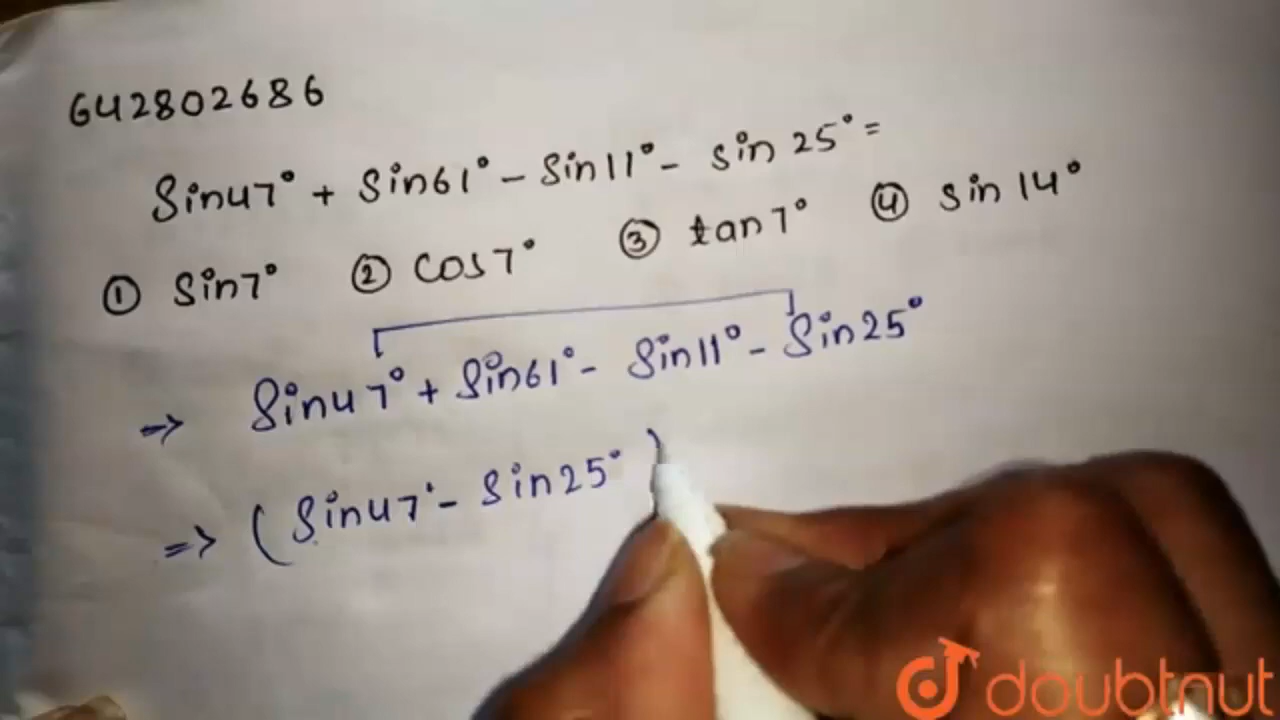 642802686
Sin47° + Sin61° - Sin11° - Sin 25° =
① Sin7° ② Cos7° ③ tan7° ④ Sin 14°
=> Sin47° + Sin61° - Sin11° - Sin25°
=> ( Sin47° - Sin25° )
doubtnut